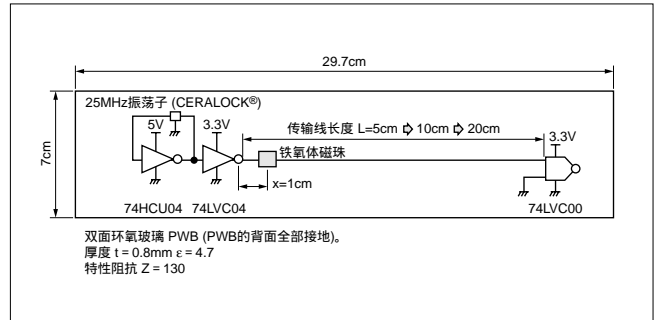 29.7cm
25MHz振荡子 (CERALOCK®)
5V
3.3V
传输线长度 L=5cm ⇨ 10cm ⇨ 20cm
3.3V
7cm
铁氧体磁珠
x=1cm
74HCU04 74LVC04
74LVC00
双面环氧玻璃 PWB (PWB的背面全部接地)。
厚度 t = 0.8mm ε = 4.7
特性阻抗 Z = 130